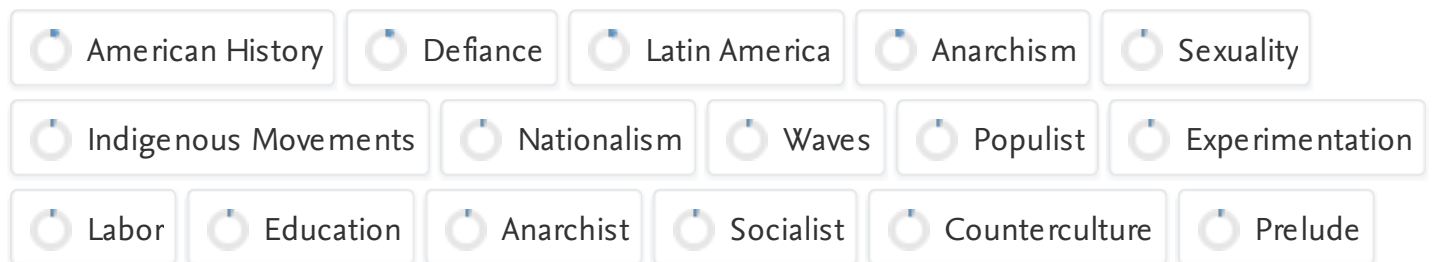 American History Defiance Latin America Anarchism Sexuality
Indigenous Movements Nationalism Waves Populist Experimentation
Labor Education Anarchist Socialist Counterculture Prelude